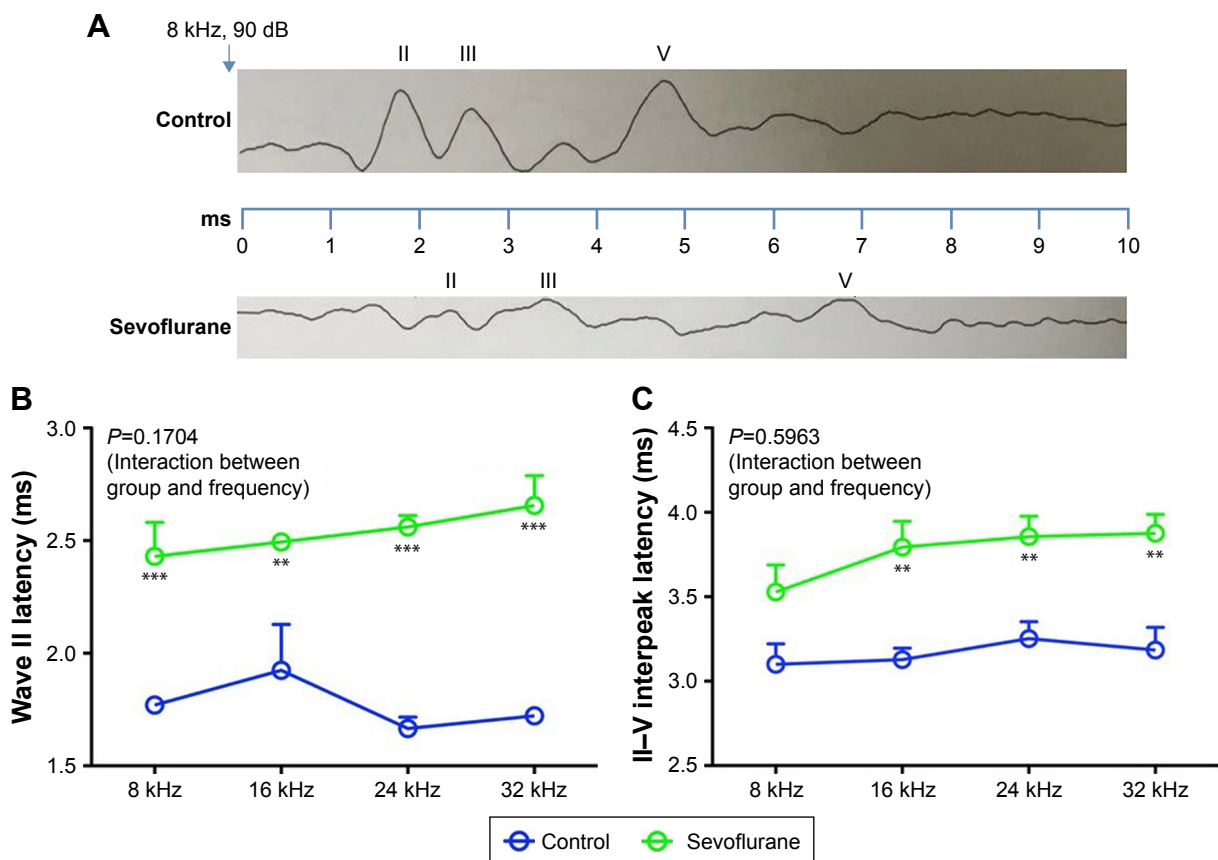 A
8 kHz, 90 dB
II III V
Control
ms
0 1 2 3 4 5 6 7 8 9 10
II III V
Sevoflurane
B
P=0.1704
(Interaction between
group and frequency)
Wave II latency (ms)
3.0
2.5
2.0
1.5
***
**
***
***
8 kHz 16 kHz 24 kHz 32 kHz
C
P=0.5963
(Interaction between
group and frequency)
II–V interpeak latency (ms)
4.5
4.0
3.5
3.0
2.5
**
**
**
8 kHz 16 kHz 24 kHz 32 kHz
Control Sevoflurane